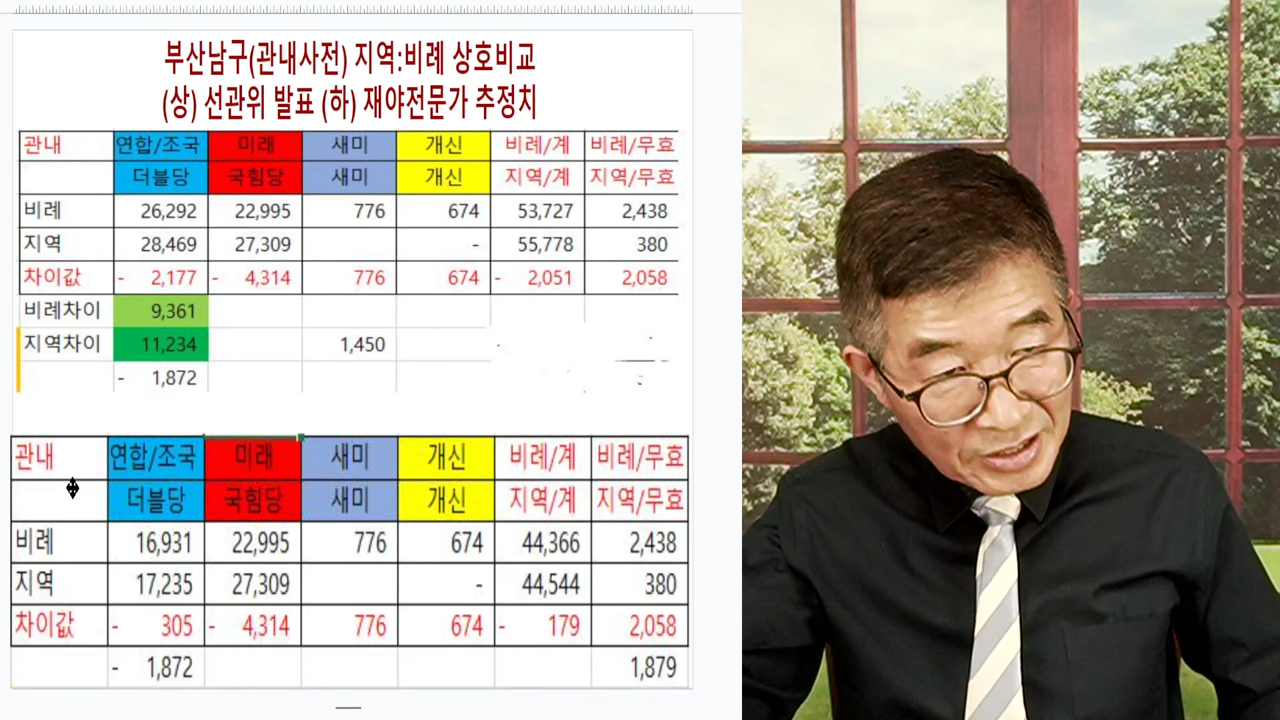 부산남구(관내사전) 지역:비례 상호비교
(상) 선관위 발표 (하) 재야전문가 추정치
관내 연합/조국 미래 새미 개신 비례/계 비례/무효
더블당 국힘당 새미 개신 지역/계 지역/무효
비례 26,292 22,995 776 674 53,727 2,438
지역 28,469 27,309 - 55,778 380
차이값 - 2,177 - 4,314 776 674 - 2,051 2,058
비례차이 9,361
지역차이 11,234 1,450
- 1,872
관내 연합/조국 미래 새미 개신 비례/계 비례/무효
더블당 국힘당 새미 개신 지역/계 지역/무효
비례 16,931 22,995 776 674 44,366 2,438
지역 17,235 27,309 - 44,544 380
차이값 - 305 - 4,314 776 674 - 179 2,058
- 1,872 1,879